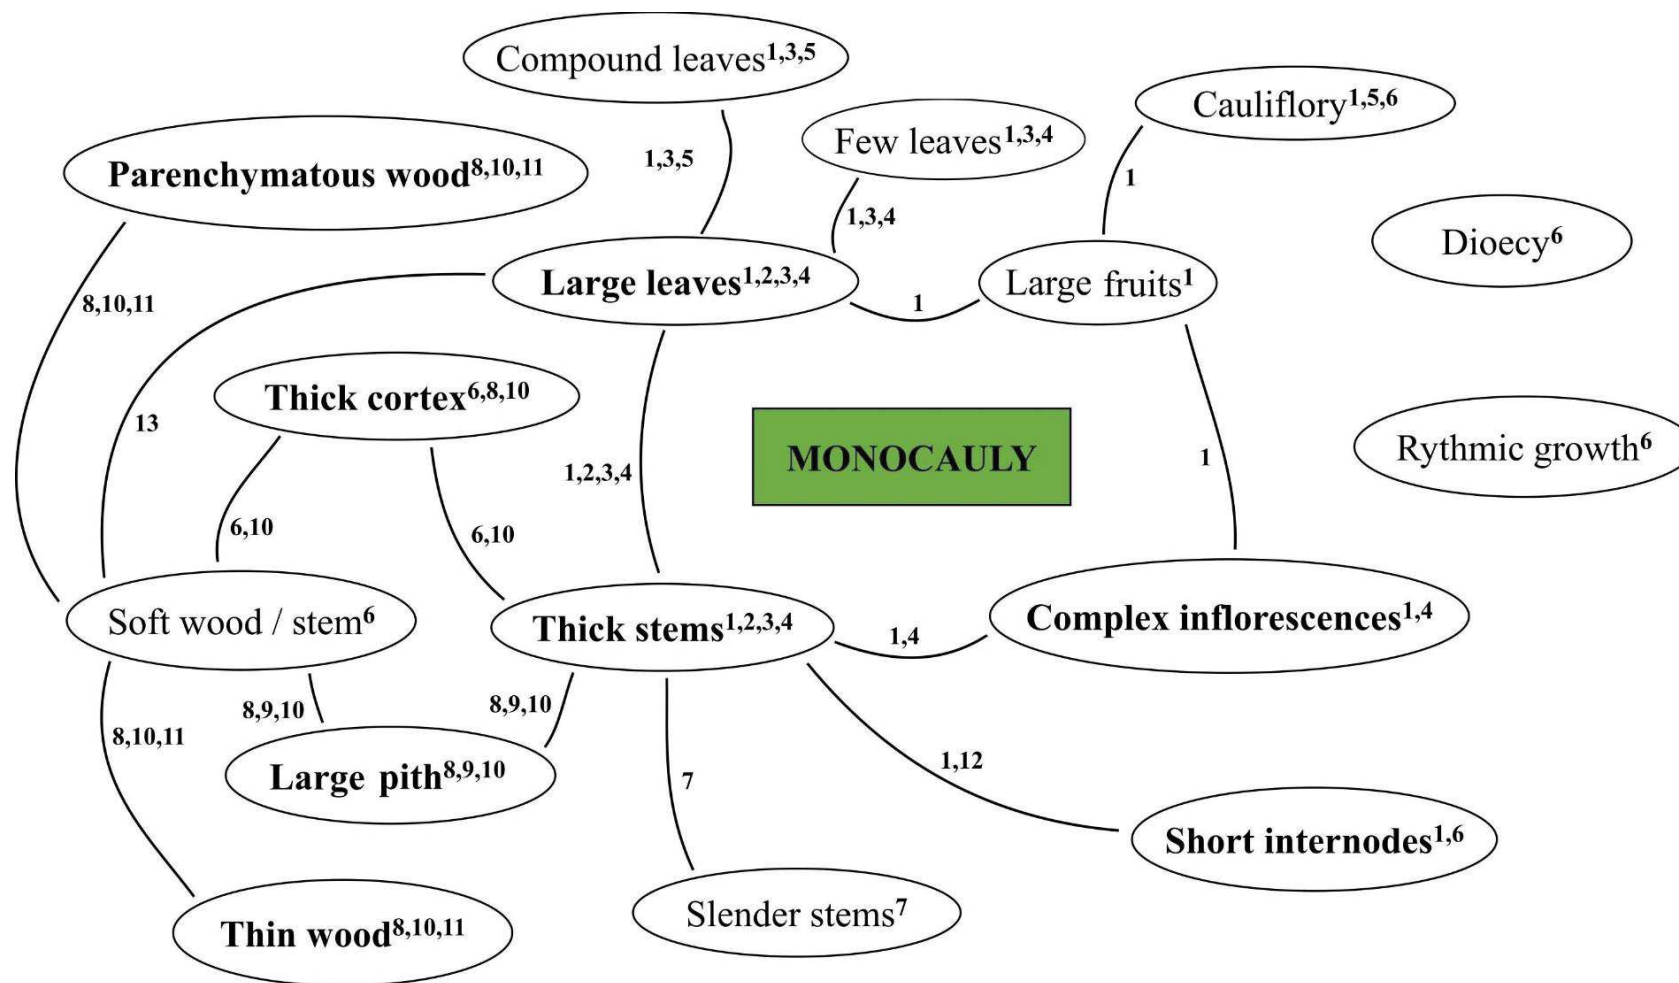 Compound leaves1,3,5
Cauliflory1,5,6
Few leaves1,3,4
Parenchymatous wood8,10,11
1,3,5
1
1,3,4
Dioecy6
Large leaves1,2,3,4
Large fruits1
8,10,11
1
Thick cortex6,8,10
13
MONOCAULY
Rythmic growth6
1,2,3,4
1
6,10
6,10
Soft wood / stem6
Thick stems1,2,3,4
1,4
Complex inflorescences1,4
8,9,10
8,9,10
8,10,11
Large pith8,9,10
7
1,12
Short internodes1,6
Slender stems7
Thin wood8,10,11